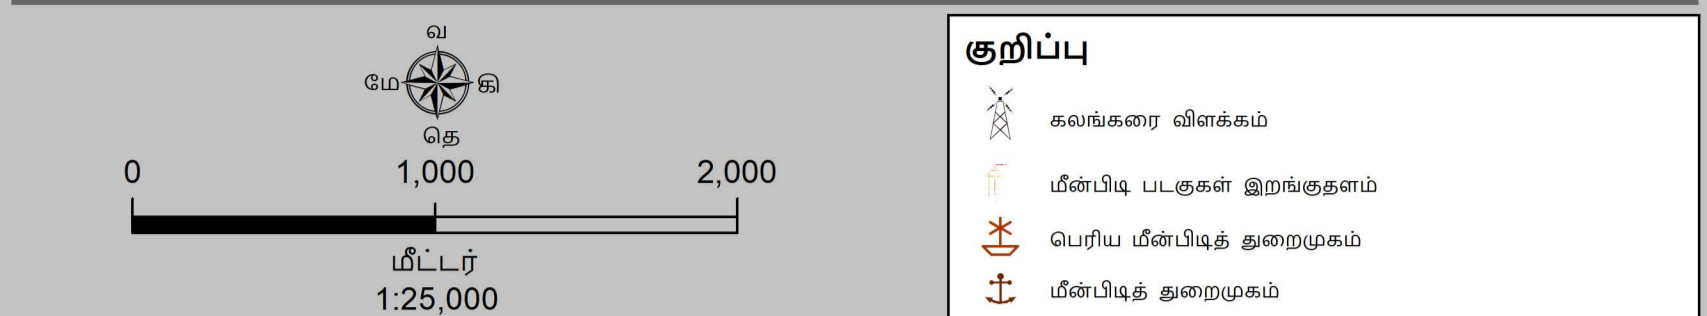 வ
மே கி
தெ
0 1,000 2,000
மீட்டர்
1:25,000
குறிப்பு
கலங்கரை விளக்கம்
மீன்பிடி படகுகள் இறங்குதளம்
பெரிய மீன்பிடித் துறைமுகம்
மீன்பிடித் துறைமுகம்